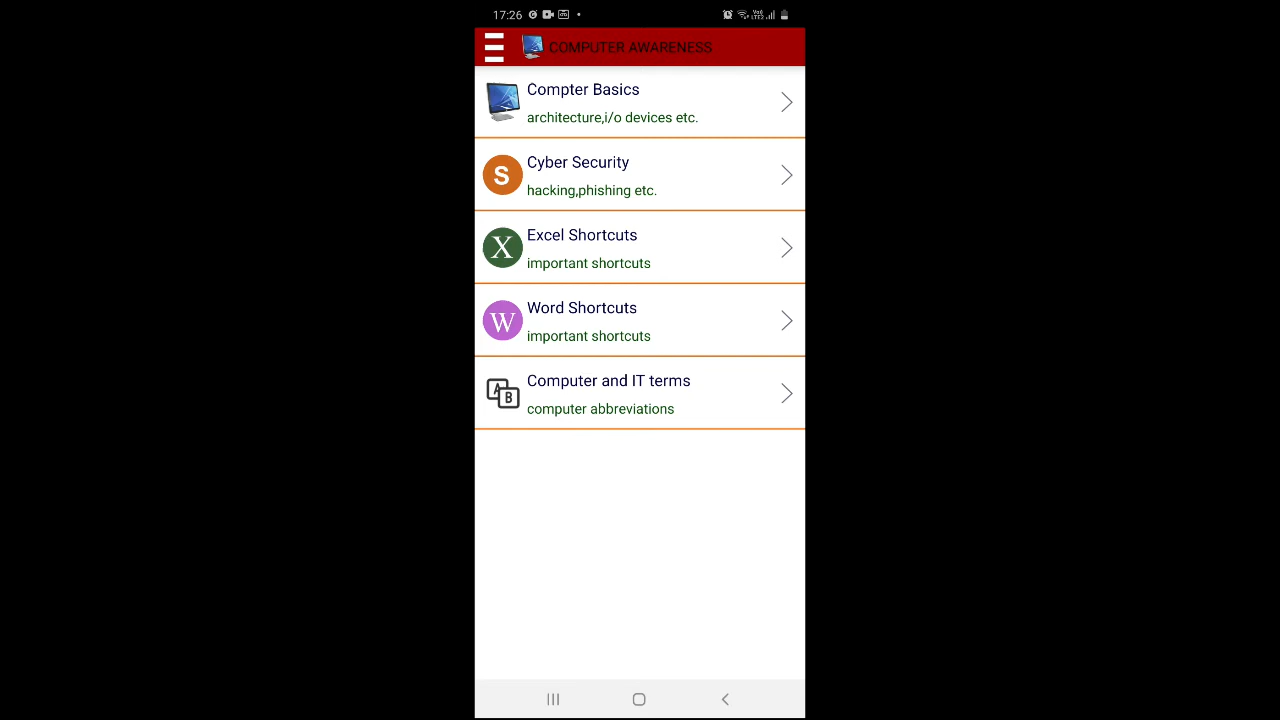 17:26
COMPUTER AWARENESS
Compter Basics
architecture,i/o devices etc.
S
Cyber Security
hacking,phishing etc.
X
Excel Shortcuts
important shortcuts
W
Word Shortcuts
important shortcuts
A B
Computer and IT terms
computer abbreviations